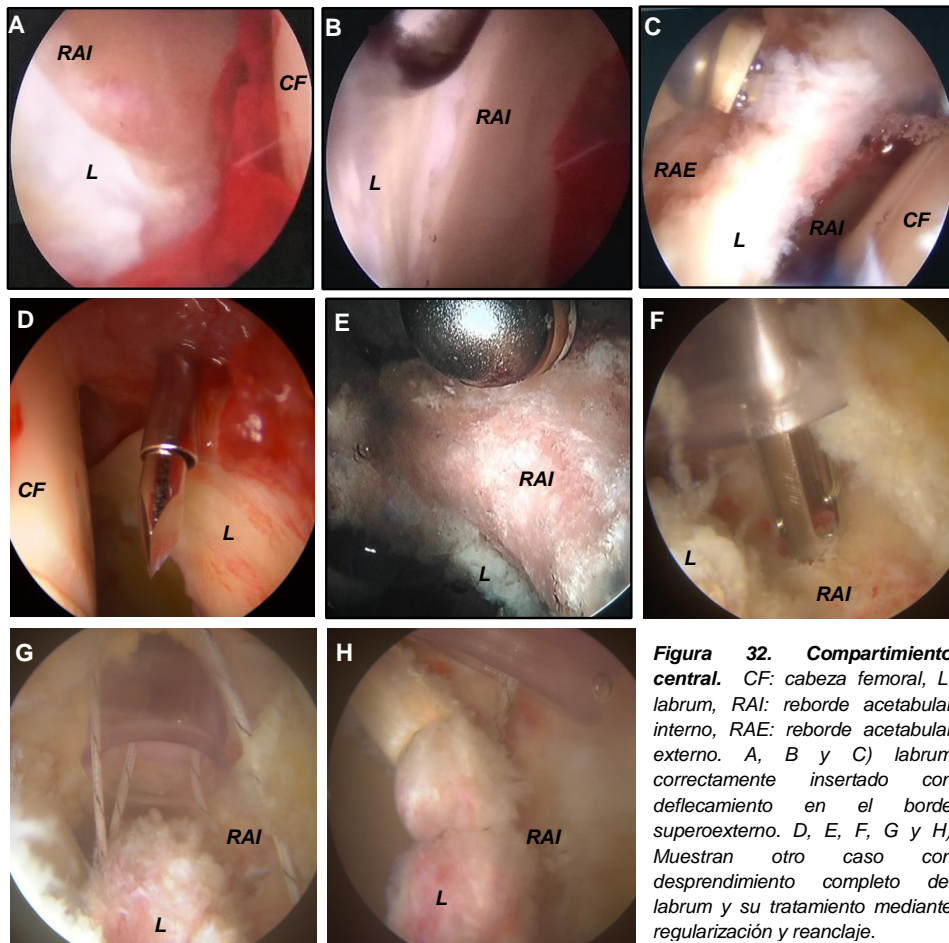 A
RAI
CF
L
B
RAI
L
C
RAE
L
RAI
CF
D
CF
L
E
RAI
L
F
L
RAI
G
RAI
L
H
RAI
L
Figura 32. Compartimiento
central. CF: cabeza femoral, L
labrum, RAI: reborde acetabular
interno, RAE: reborde acetabular
externo. A, B y C) labrum
correctamente insertado con
deflecamiento en el borde
superoexterno. D, E, F, G y H)
Muestran otro caso con
desprendimiento completo de
labrum y su tratamiento mediante
regularización y reanclaje.